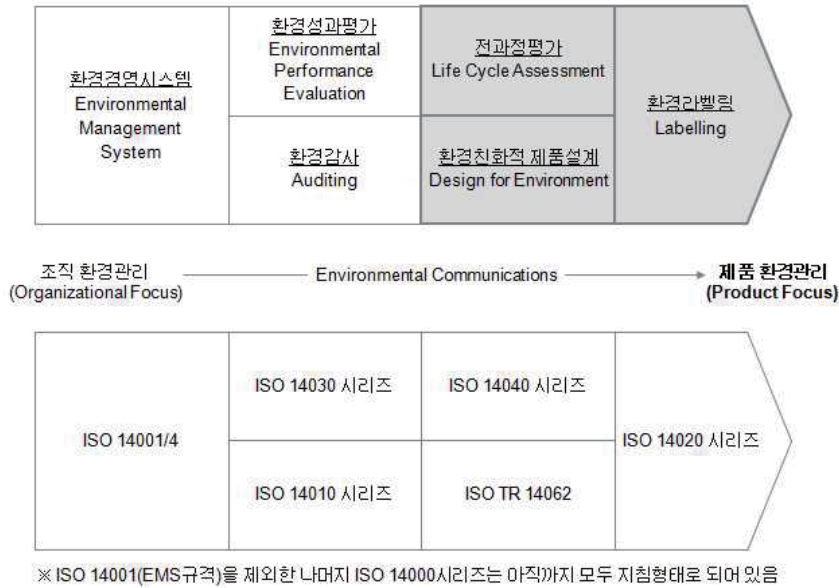 환경경영시스템
Environmental
Management
System
환경성과평가
Environmental
Performance
Evaluation
전과정평가
Life Cycle Assessment
환경라벨링
Labelling
환경감사
Auditing
환경친화적 제품설계
Design for Environment
조직 환경관리
(Organizational Focus)
Environmental Communications
제품 환경관리
(Product Focus)
ISO 14001/4
ISO 14030 시리즈
ISO 14040 시리즈
ISO 14020 시리즈
ISO 14010 시리즈
ISO TR 14062
※ ISO 14001(EMS규격)을 제외한 나머지 ISO 14000시리즈는 아직까지 모두 지침형태로 되어 있음